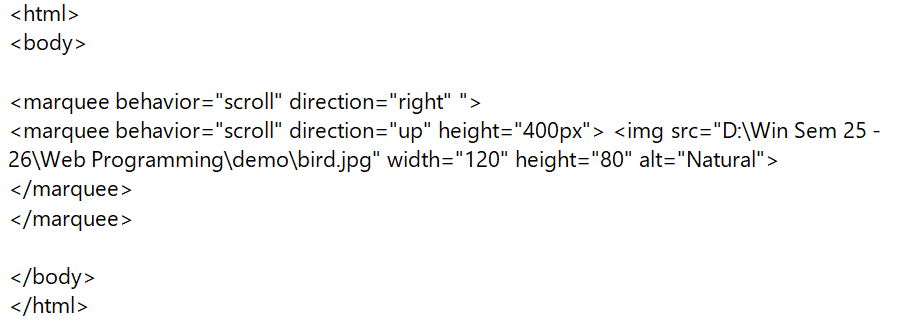 <html>
<body>

<marquee behavior="scroll" direction="right" ">
<marquee behavior="scroll" direction="up" height="400px"> <img src="D:\Win Sem 25 -
26\Web Programming\demo\bird.jpg" width="120" height="80" alt="Natural">
</marquee>
</marquee>

</body>
</html>